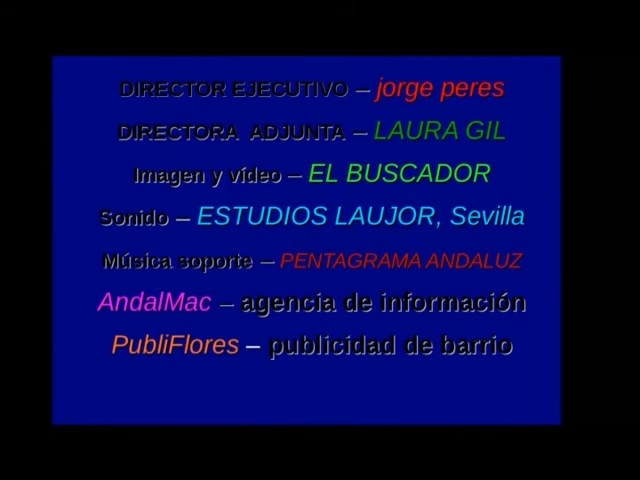 DIRECTOR EJECUTIVO – jorge peres
DIRECTORA ADJUNTA – LAURA GIL
Imagen y vídeo – EL BUSCADOR
Sonido – ESTUDIOS LAUJOR, Sevilla
Música soporte – PENTAGRAMA ANDALUZ
AndalMac – agencia de información
PubliFlores – publicidad de barrio